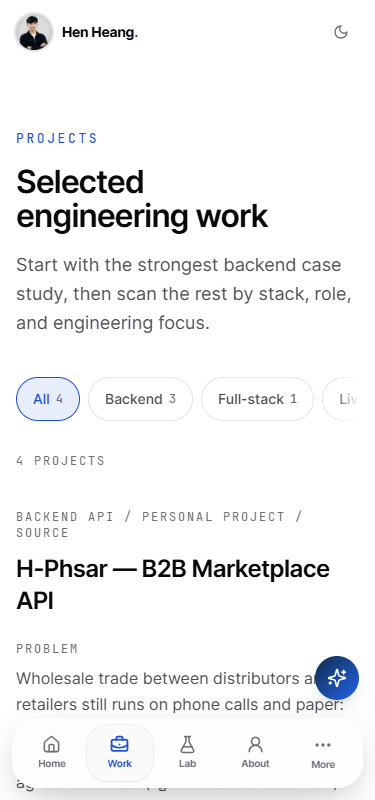 Hen Heang.
PROJECTS
Selected
engineering work
Start with the strongest backend case
study, then scan the rest by stack, role,
and engineering focus.
All 4
Backend 3
Full-stack 1
4 PROJECTS
BACKEND API / PERSONAL PROJECT /
SOURCE
H-Phsar — B2B Marketplace
API
PROBLEM
Wholesale trade between distributors
retailers still runs on phone calls and paper:
Home
Work
Lab
About
More